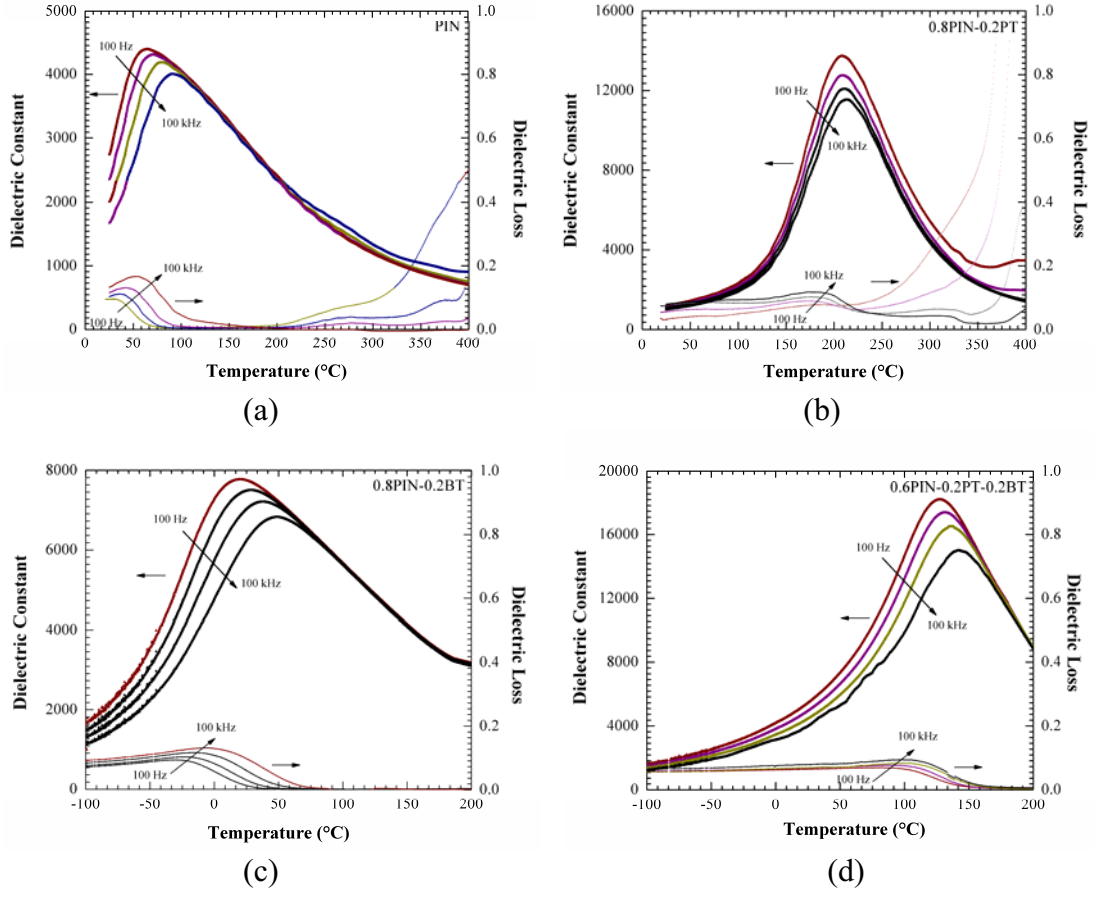 PIN
5000
4000
3000
2000
1000
0
1.0
0.8
0.6
0.4
0.2
0.0
0
50
100
150
200
250
300
350
400
100 Hz
100 kHz
100 kHz
100 Hz
Dielectric Constant
Dielectric Loss
Temperature (°C)
(a)
0.8PIN-0.2PT
16000
12000
8000
4000
0
1.0
0.8
0.6
0.4
0.2
0.0
0
50
100
150
200
250
300
350
400
100 Hz
100 kHz
100 kHz
100 Hz
Dielectric Constant
Dielectric Loss
Temperature (°C)
(b)
0.8PIN-0.2BT
8000
6000
4000
2000
0
1.0
0.8
0.6
0.4
0.2
0.0
-100
-50
0
50
100
150
200
100 Hz
100 kHz
100 kHz
100 Hz
Dielectric Constant
Dielectric Loss
Temperature (°C)
(c)
0.6PIN-0.2PT-0.2BT
20000
16000
12000
8000
4000
0
1.0
0.8
0.6
0.4
0.2
0.0
-100
-50
0
50
100
150
200
100 Hz
100 kHz
100 kHz
100 Hz
Dielectric Constant
Dielectric Loss
Temperature (°C)
(d)